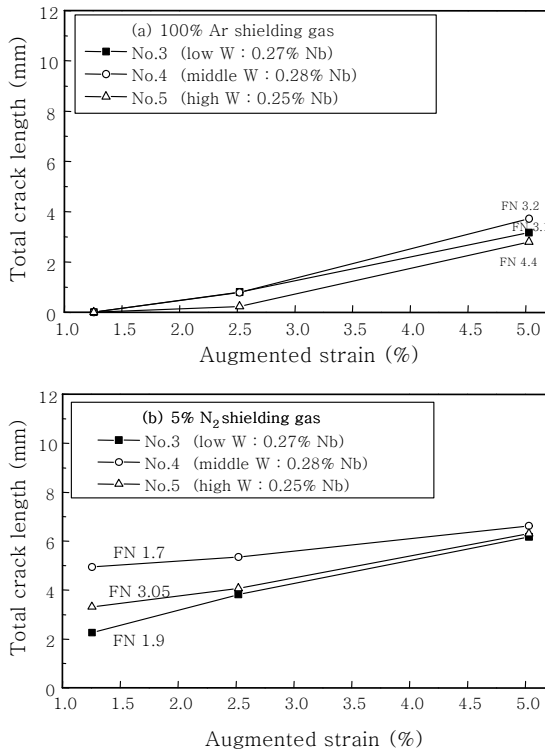 12
(a) 100% Ar shielding gas
No.3 (low W : 0.27% Nb)
No.4 (middle W : 0.28% Nb)
No.5 (high W : 0.25% Nb)
10
8
6
4
2
0
Total crack length (mm)
FN 3.2
FN 3.
FN 4.4
1.0 1.5 2.0 2.5 3.0 3.5 4.0 4.5 5.0
Augmented strain (%)
12
(b) 5% N2 shielding gas
No.3 (low W : 0.27% Nb)
No.4 (middle W : 0.28% Nb)
No.5 (high W : 0.25% Nb)
10
8
6
4
2
0
Total crack length (mm)
FN 1.7
FN 3.05
FN 1.9
1.0 1.5 2.0 2.5 3.0 3.5 4.0 4.5 5.0
Augmented strain (%)